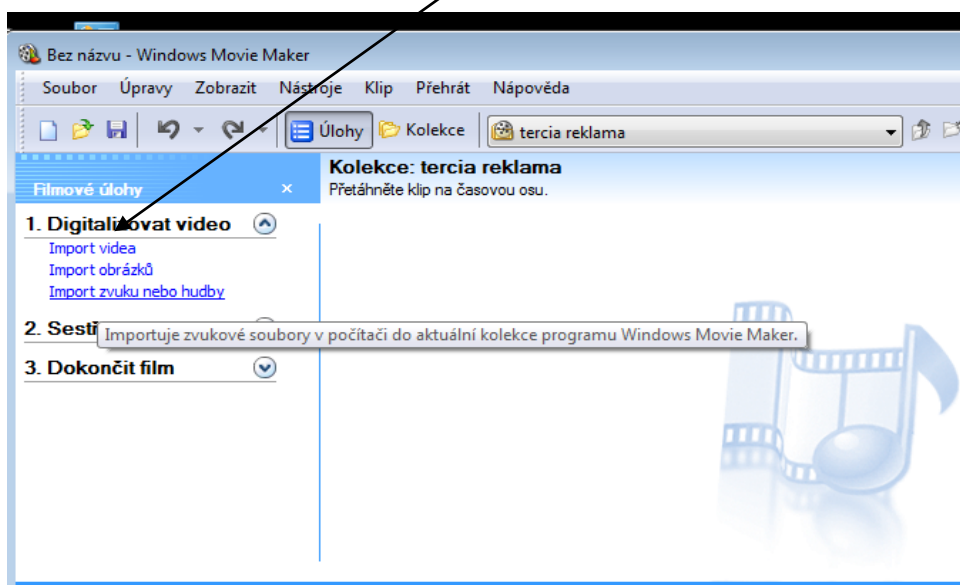 Bez názvu - Windows Movie Maker
Soubor Úpravy Zobrazit Nástroje Klip Přehrát Nápověda
Úlohy Kolekce tercia reklama
Filmové úlohy
Kolekce: tercia reklama
Přetáhněte klip na časovou osu.
1. Digitalizovat video
Import videa
Import obrázků
Import zvuku nebo hudby
2.
Importuje zvukové soubory v počítači do aktuální kolekce programu Windows Movie Maker.
3. Dokončit film